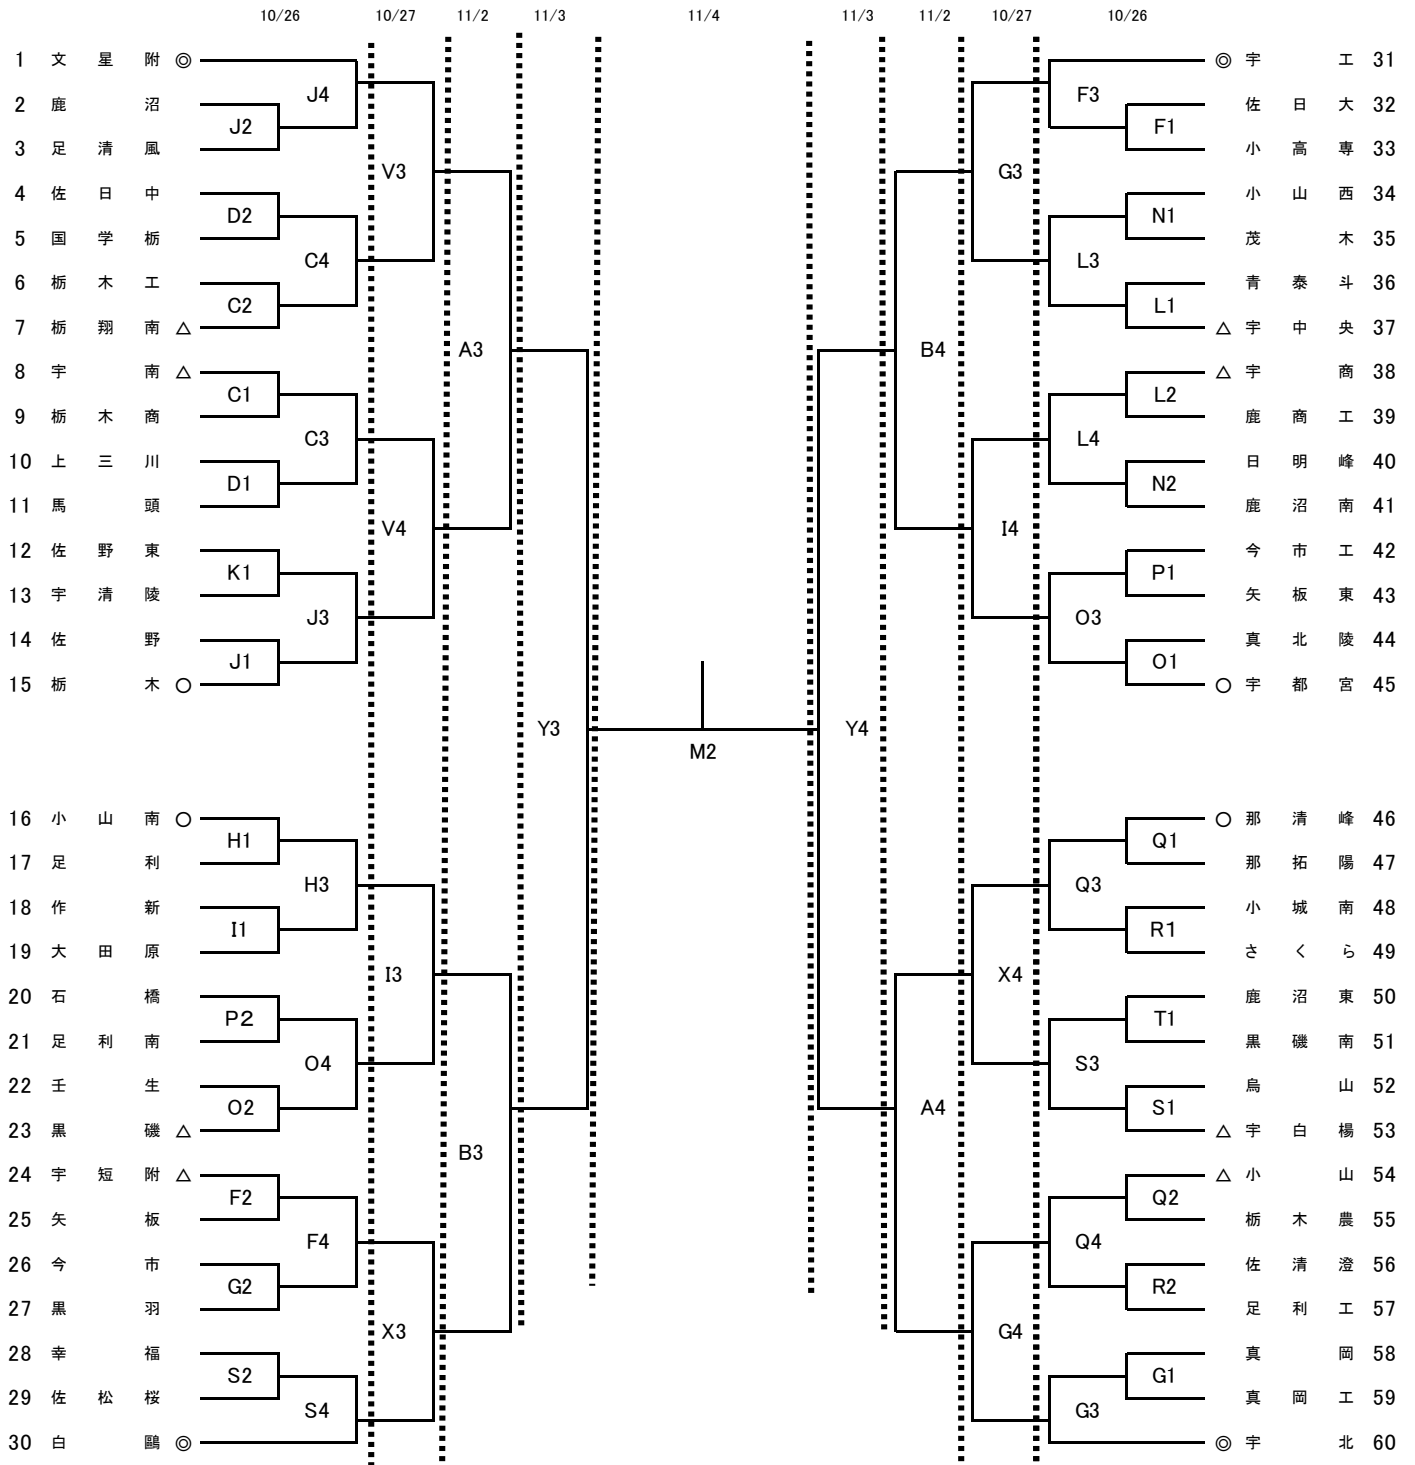 10/26 10/27 11/2 11/3 11/4 11/3 11/2 10/27 10/26
1 文星附 ◎ ◎ 宇工 31
J4 F3
2 鹿沼 佐日大 32
J2 F1
3 足清風 小高専 33
V3 G3
4 佐日中 小山西 34
D2 N1
5 国学栃 茂木 35
C4 L3
6 栃木工 青泰斗 36
C2 L1
7 栃翔南 △ △ 宇中央 37
A3 B4
8 宇南 △ △ 宇商 38
C1 L2
9 栃木商 鹿商工 39
C3 L4
10 上三川 日明峰 40
D1 N2
11 馬頭 鹿沼南 41
V4 I4
12 佐野東 今市工 42
K1 P1
13 宇清陵 矢板東 43
J3 O3
14 佐野 真北陵 44
J1 O1
15 栃木 ○ ○ 宇都宮 45
Y3 Y4
M2
16 小山南 ○ ○ 那清峰 46
H1 Q1
17 足利 那拓陽 47
H3 Q3
18 作新 小城南 48
I1 R1
19 大田原 さくら 49
I3 X4
20 石橋 鹿沼東 50
P2 T1
21 足利南 黒磯南 51
O4 S3
22 壬生 烏山 52
O2 S1 A4
23 黒磯 △ △ 宇白楊 53
B3
24 宇短附 △ △ 小山 54
F2 Q2
25 矢板 栃木農 55
F4 Q4
26 今市 佐清澄 56
G2 R2
27 黒羽 足利工 57
X3 G4
28 幸福 真岡 58
S2 G1
29 佐松桜 真岡工 59
S4 G3
30 白鷗 ◎ ◎ 宇北 60